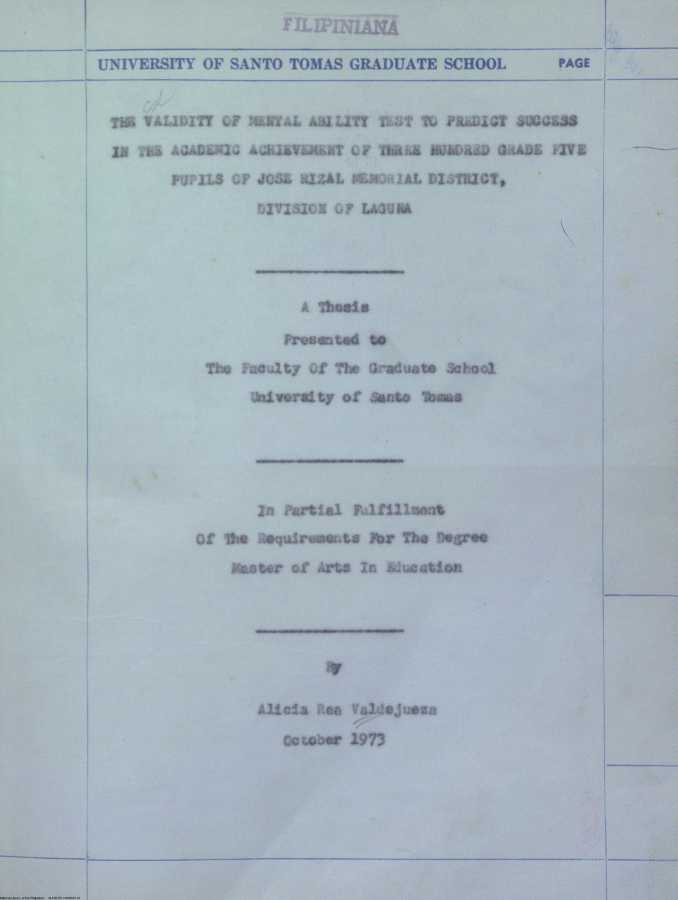 FILIPINIANA
UNIVERSITY OF SANTO TOMAS GRADUATE SCHOOL PAGE
THE VALIDITY OF MENTAL ABILITY TEST TO PREDICT SUCCESS
IN THE ACADEMIC ACHIEVEMENT OF THREE HUNDRED GRADE FIVE
PUPILS OF JOSE RIZAL MEMORIAL DISTRICT,
DIVISION OF LAGUNA
A Thesis
Presented to
The Faculty Of The Graduate School
University of Santo Tomas
In Partial Fulfillment
Of The Requirements For The Degree
Master of Arts In Education
By
Alicia Rea Valdejueza
October 1973